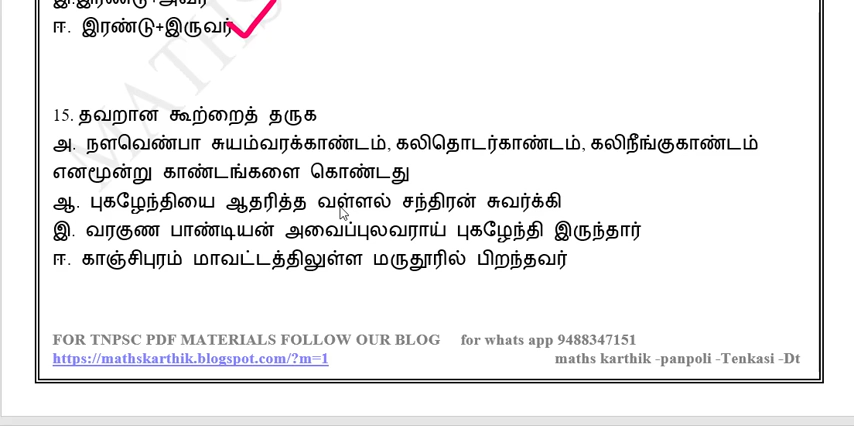 இ.இரண்டு+அவர்
ஈ. இரண்டு+இருவர்
15. தவறான கூற்றைத் தருக
அ. நளவெண்பா சுயம்வரக்காண்டம், கலிதொடர்காண்டம், கலிநீங்குகாண்டம்
எனமூன்று காண்டங்களை கொண்டது
ஆ. புகழேந்தியை ஆதரித்த வள்ளல் சந்திரன் சுவர்க்கி
இ. வரகுண பாண்டியன் அவைப்புலவராய் புகழேந்தி இருந்தார்
ஈ. காஞ்சிபுரம் மாவட்டத்திலுள்ள மருதூரில் பிறந்தவர்
FOR TNPSC PDF MATERIALS FOLLOW OUR BLOG for whats app 9488347151
https://mathskarthik.blogspot.com/?m=1 maths karthik -panpoli -Tenkasi -Dt